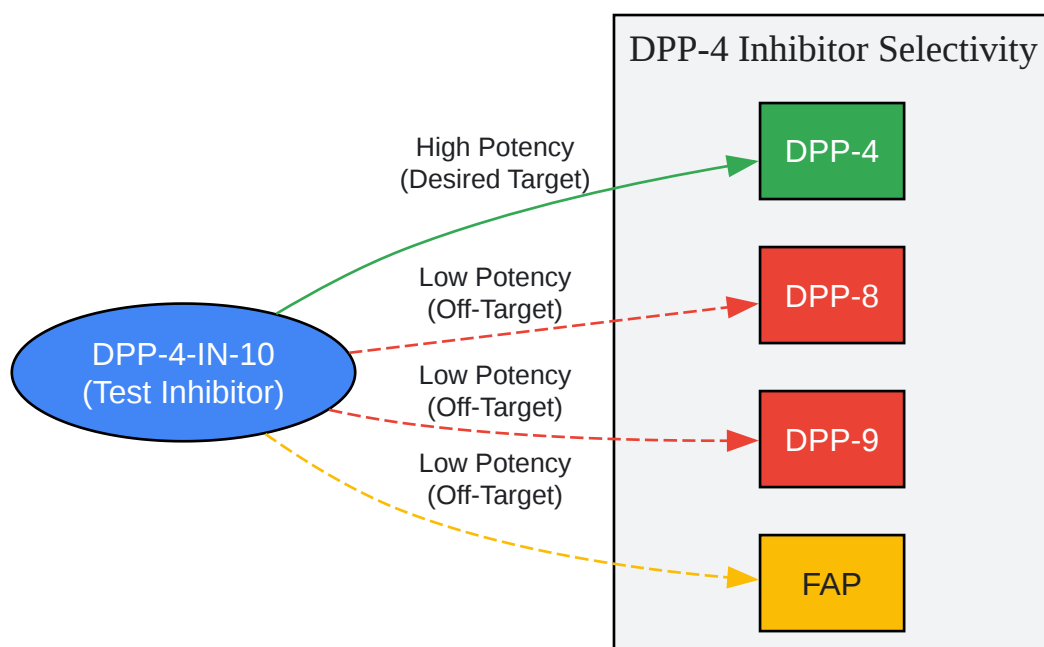 DPP-4 Inhibitor Selectivity
High Potency
(Desired Target)
DPP-4
Low Potency
(Off-Target)
DPP-8
DPP-4-IN-10
(Test Inhibitor)
Low Potency
(Off-Target)
DPP-9
Low Potency
(Off-Target)
FAP